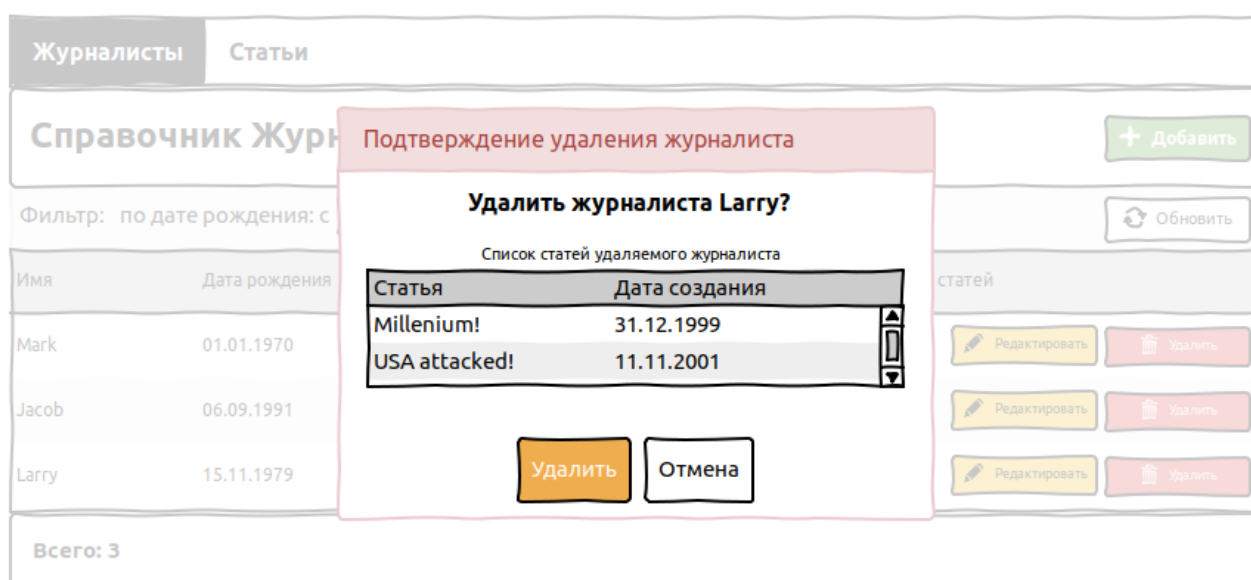 Журналисты Статьи
Справочник Журн
Добавить
Подтверждение удаления журналиста
Удалить журналиста Larry?
Фильтр: по дате рождения: с
Обновить
Список статей удаляемого журналиста
Имя Дата рождения статей
Статья Дата создания
Millenium! 31.12.1999
USA attacked! 11.11.2001
Mark 01.01.1970 Редактировать Удалить
Jacob 06.09.1991 Редактировать Удалить
Larry 15.11.1979 Редактировать Удалить
Удалить Отмена
Всего: 3